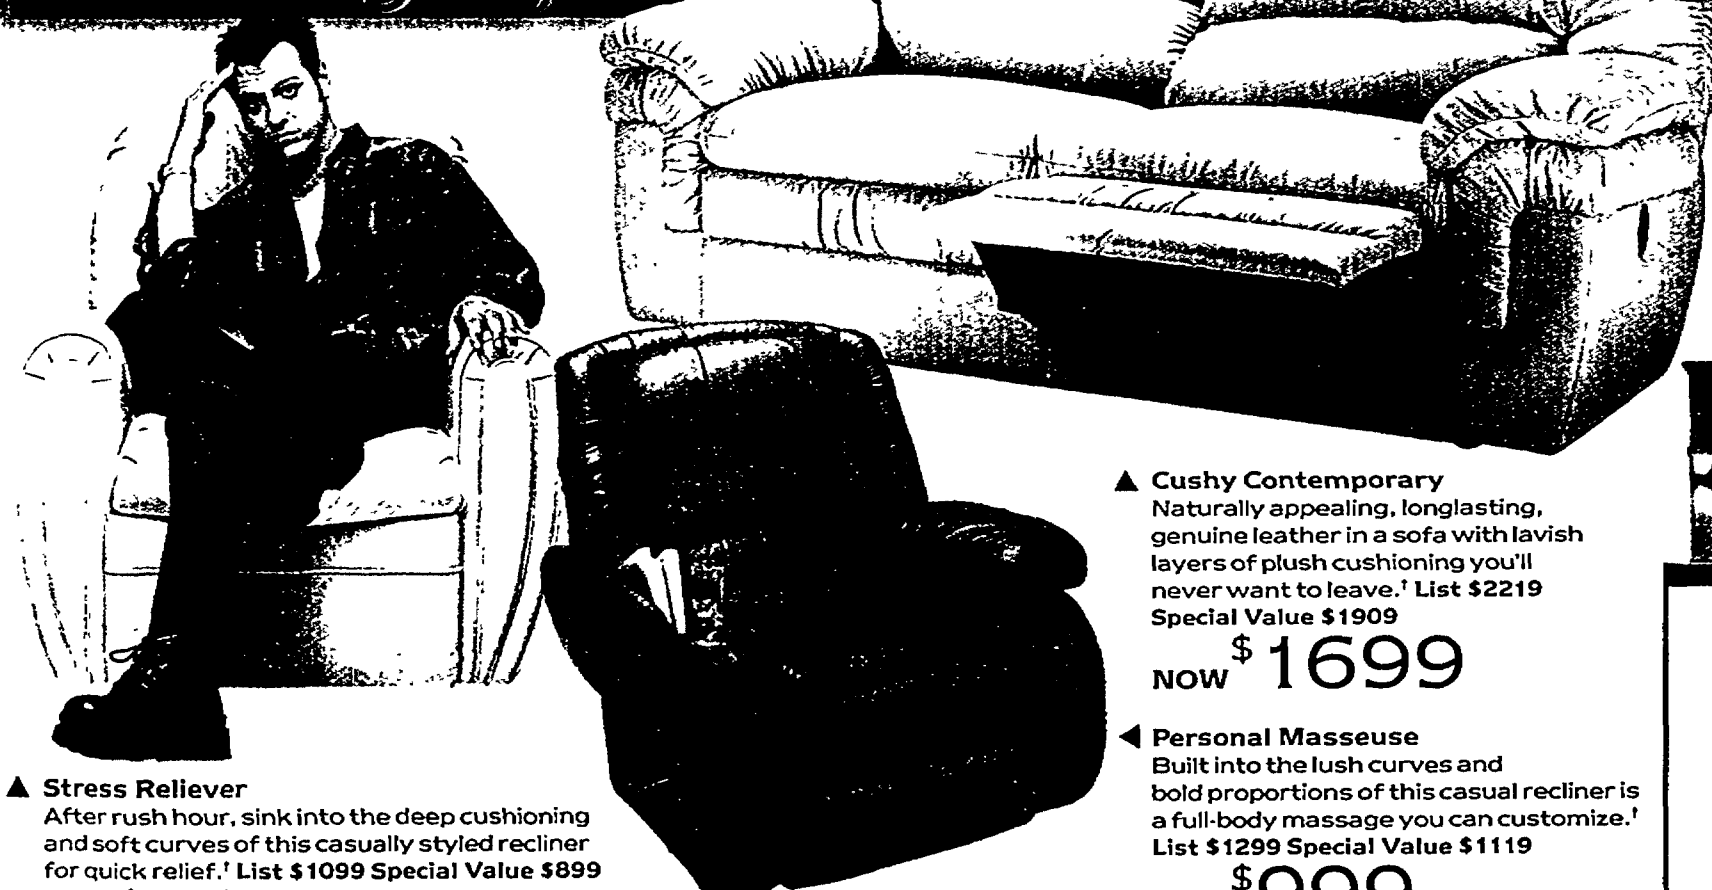 ▲ Cushy Contemporary
Naturally appealing, longlasting,
genuine leather in a sofa with lavish
layers of plush cushioning you'll
never want to leave.† List $2219
Special Value $1909
NOW $1699
◀ Personal Masseuse
Built into the lush curves and
bold proportions of this casual recliner is
a full-body massage you can customize.†
List $1299 Special Value $1119
▲ Stress Reliever
After rush hour, sink into the deep cushioning
and soft curves of this casually styled recliner
for quick relief.† List $1099 Special Value $899